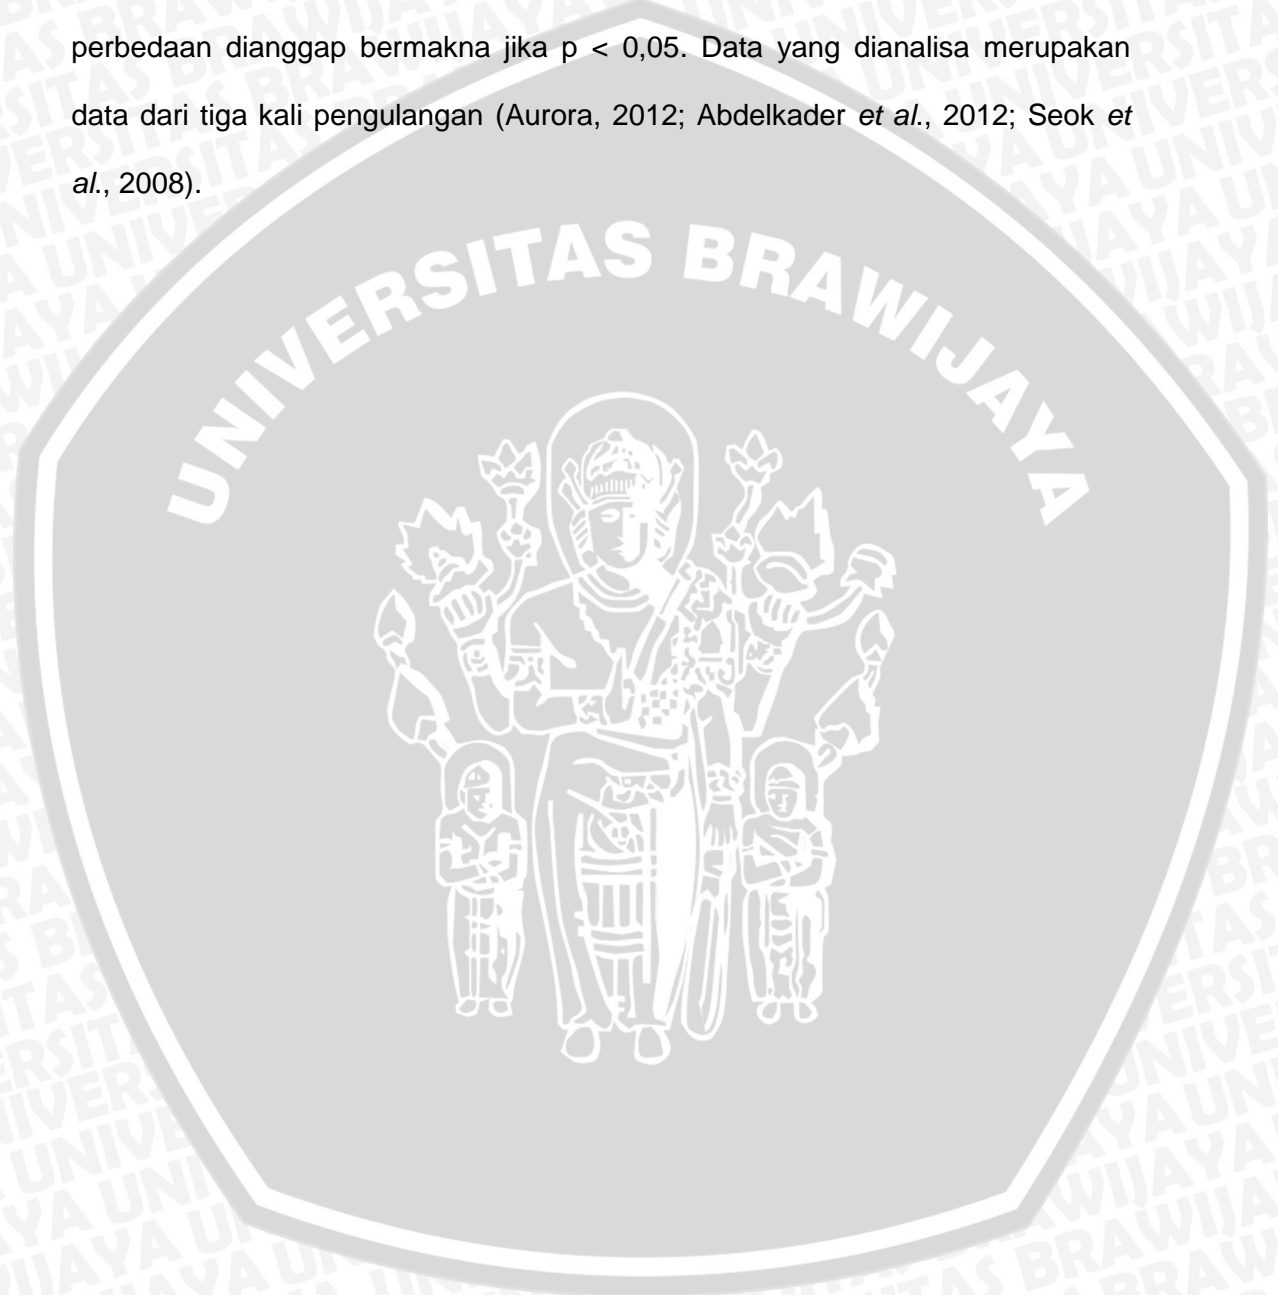 perbedaan dianggap bermakna jika p < 0,05. Data yang dianalisa merupakan
data dari tiga kali pengulangan (Aurora, 2012; Abdelkader et al., 2012; Seok et
al., 2008).
UNIVERSITAS BRAWIJAYA